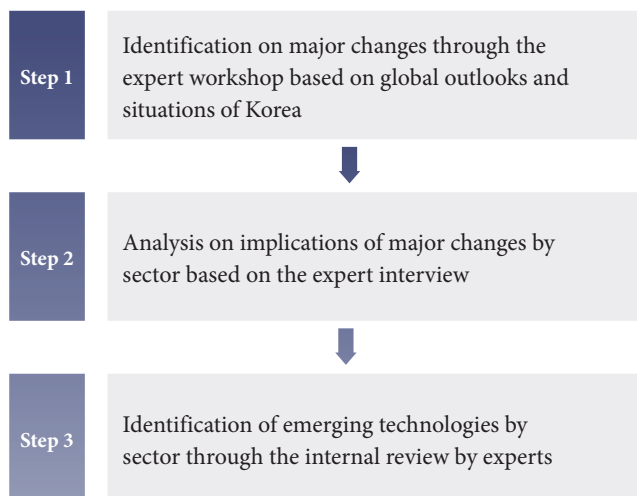 Step 1
Identification on major changes through the
expert workshop based on global outlooks and
situations of Korea
Step 2
Analysis on implications of major changes by
sector based on the expert interview
Step 3
Identification of emerging technologies by
sector through the internal review by experts